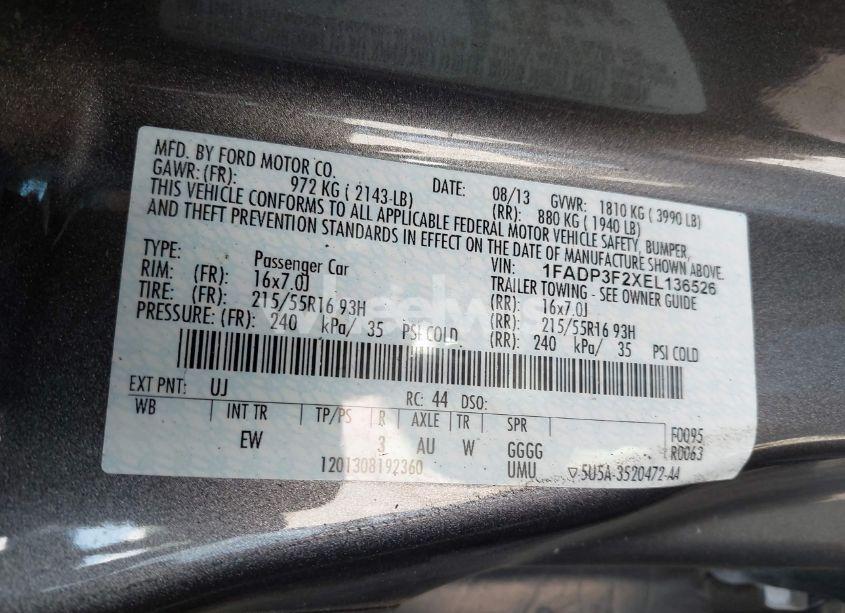 MFD. BY FORD MOTOR CO. DATE: 08/13 GVWR: 1810 KG ( 3990 LB)
GAWR: (FR): 972 KG ( 2143-LB) (RR): 880 KG ( 1940 LB)
THIS VEHICLE CONFORMS TO ALL APPLICABLE FEDERAL MOTOR VEHICLE SAFETY, BUMPER,
AND THEFT PREVENTION STANDARDS IN EFFECT ON THE DATE OF MANUFACTURE SHOWN ABOVE.
VIN: 1FADP3F2XEL136526
TYPE: Passenger Car TRAILER TOWING - SEE OWNER GUIDE
RIM: (FR): 16x7.0J (RR): 16x7.0J
TIRE: (FR): 215/55R16 93H (RR): 215/55R16 93H
PRESSURE: (FR): 240 kPa/ 35 PSI COLD (RR): 240 kPa/ 35 PSI COLD
EXT PNT: UJ RC: 44 DSO:
WB INT TR TP/PS R AXLE TR SPR F0095
EW 3 AU W GGGG R0063
1201308192360 UMU 5U5A-3520472-AA